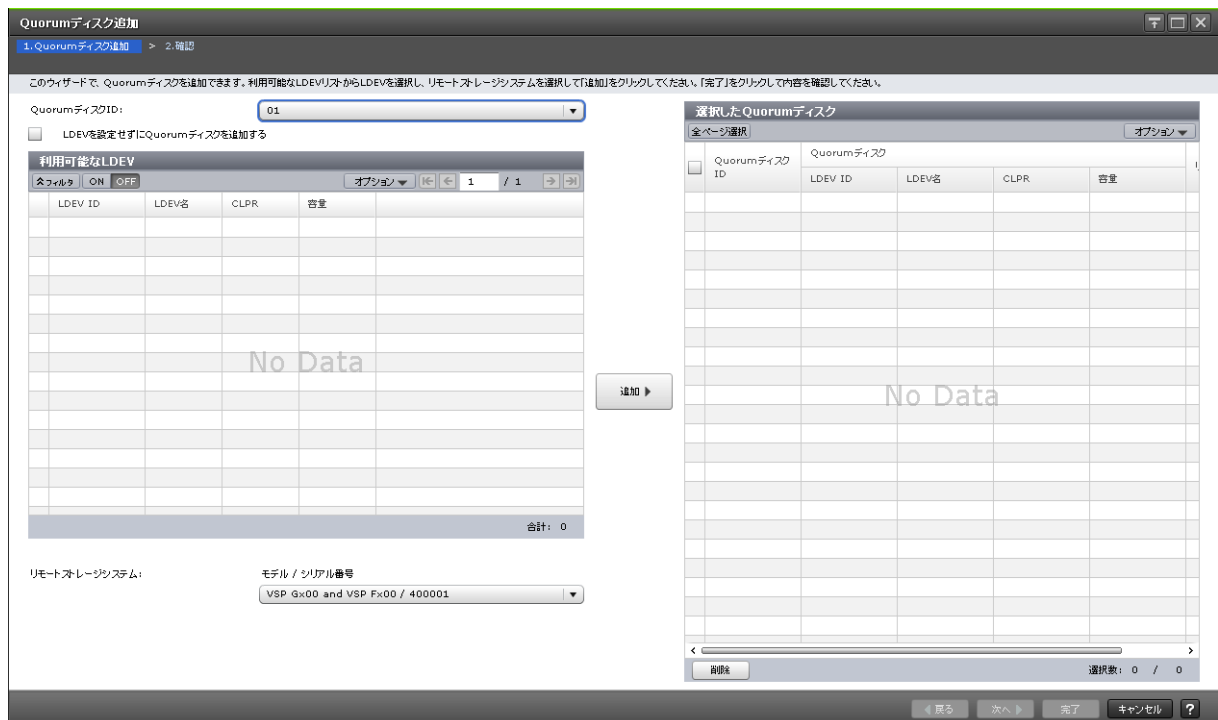 Quorumディスク追加
1.Quorumディスク追加 > 2.確認
このウィザードで、Quorumディスクを追加できます。利用可能なLDEVリストからLDEVを選択し、リモートストレージシステムを選択して「追加」をクリックしてください。「完了」をクリックして内容を確認してください。
QuorumディスクID: 01
LDEVを設定せずにQuorumディスクを追加する
利用可能なLDEV
フィルタ ON OFF オプション 1 / 1
LDEV ID LDEV名 CLPR 容量
No Data
合計: 0
リモートストレージシステム: モデル / シリアル番号
VSP Gx00 and VSP Fx00 / 400001
追加
選択したQuorumディスク
全ページ選択 オプション
QuorumディスクID Quorumディスク
LDEV ID LDEV名 CLPR 容量
No Data
削除 選択数: 0 / 0
戻る 次へ 完了 キャンセル ?